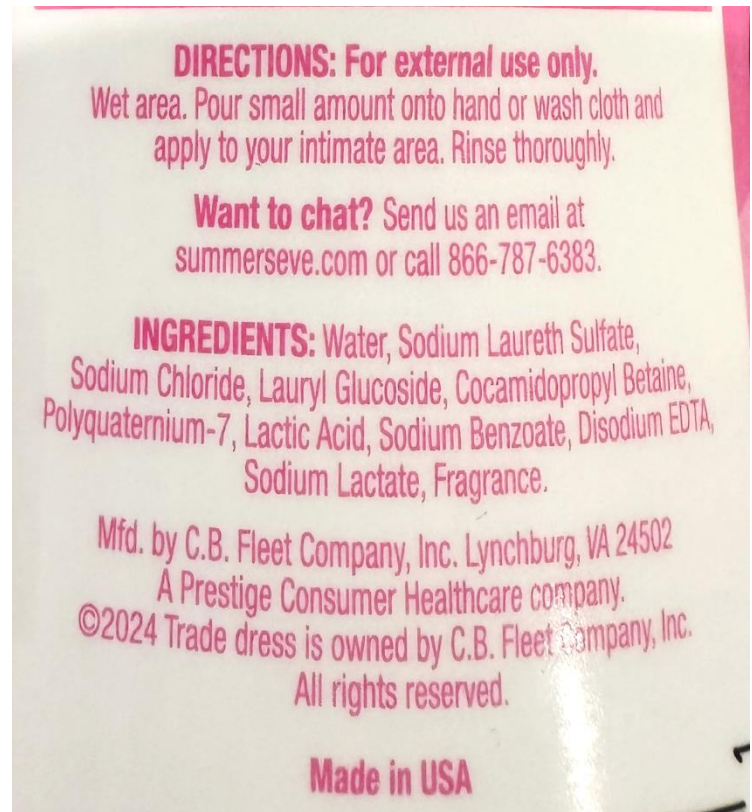 DIRECTIONS: For external use only.
Wet area. Pour small amount onto hand or wash cloth and
apply to your intimate area. Rinse thoroughly.
Want to chat? Send us an email at
summerseve.com or call 866-787-6383.
INGREDIENTS: Water, Sodium Laureth Sulfate,
Sodium Chloride, Lauryl Glucoside, Cocamidopropyl Betaine,
Polyquaternium-7, Lactic Acid, Sodium Benzoate, Disodium EDTA,
Sodium Lactate, Fragrance.
Mfd. by C.B. Fleet Company, Inc. Lynchburg, VA 24502
A Prestige Consumer Healthcare company.
©2024 Trade dress is owned by C.B. Fleet Company, Inc.
All rights reserved.
Made in USA